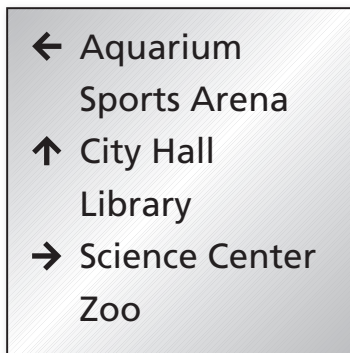 ← Aquarium
Sports Arena
↑ City Hall
Library
→ Science Center
Zoo